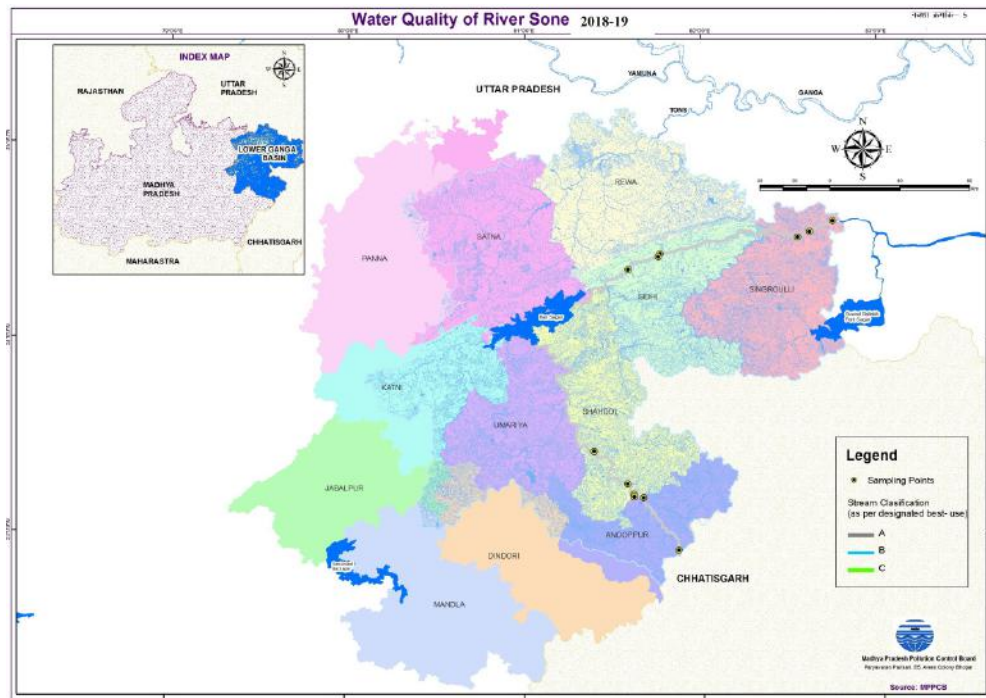 Water Quality of River Sone 2018-19
INDEX MAP
RAJASTHAN
UTTAR
PRADESH
LOWER GANGA
BASIN
MADHYA
PRADESH
CHHATISGARH
MAHARASTRA
UTTAR PRADESH
YAMUNA
GANGA
TONS
N
W
E
S
REWA
SATNA
PANNA
SIDHI
SINGROULLI
KATNI
UMARIYA
SHAHDOL
JABALPUR
ANOOPPUR
DINDORI
CHHATISGARH
MANDLA
Legend
Sampling Points
Stream Clasification
(as per designated best- use)
A
B
C
Madhya Pradesh Pollution Control Board
Source: MPPCB